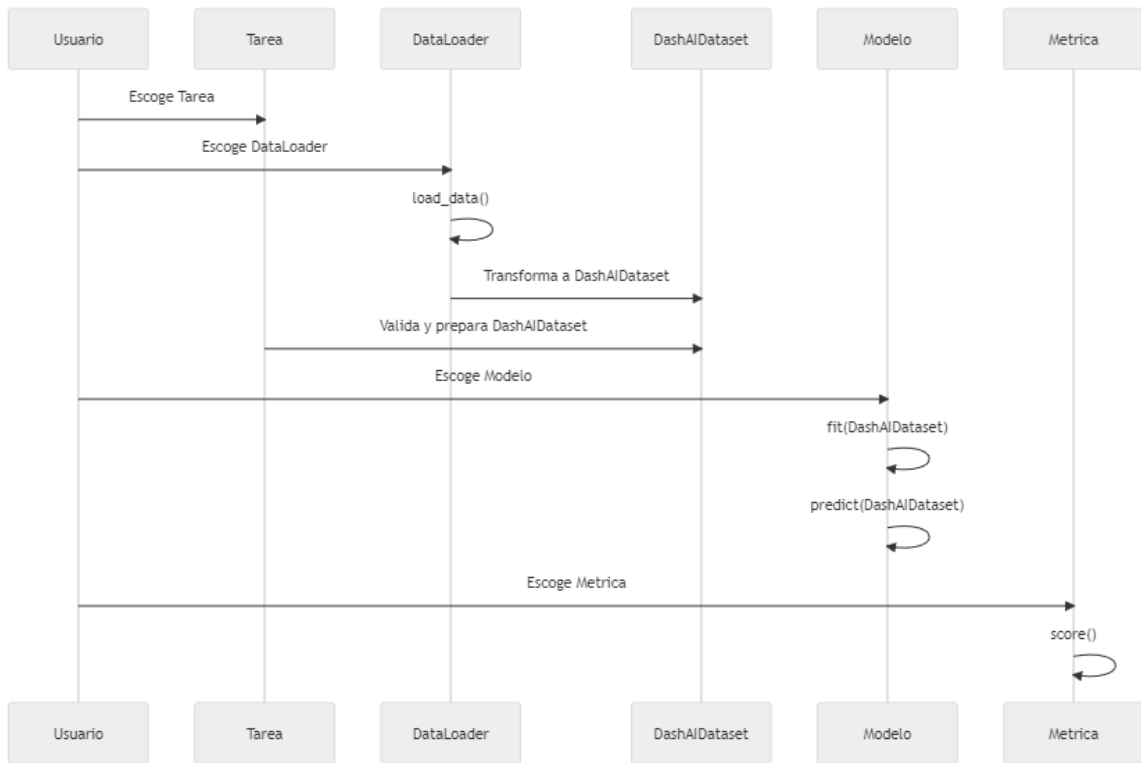 Usuario
Tarea
DataLoader
DashAIDataset
Modelo
Metrica
Escoge Tarea
Escoge DataLoader
load_data()
Transforma a DashAIDataset
Valida y prepara DashAIDataset
Escoge Modelo
fit(DashAIDataset)
predict(DashAIDataset)
Escoge Metrica
score()
Usuario
Tarea
DataLoader
DashAIDataset
Modelo
Metrica